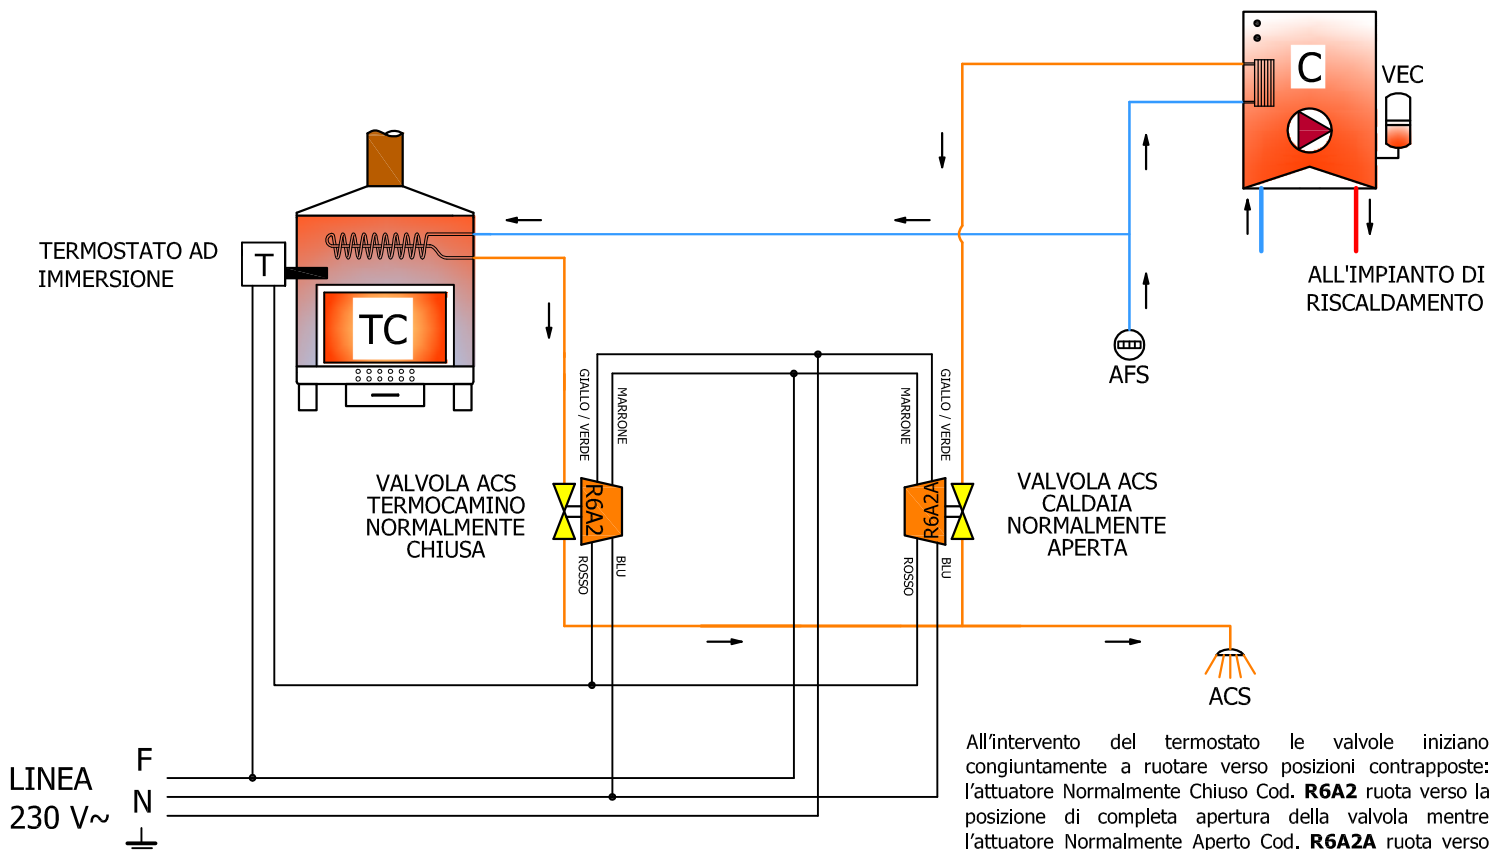 C
VEC
TERMOSTATO AD
IMMERSIONE
T
TC
ALL'IMPIANTO DI
RISCALDAMENTO
AFS
GIALLO / VERDE
MARRONE
MARRONE
GIALLO / VERDE
VALVOLA ACS
TERMOCAMINO
NORMALMENTE
CHIUSA
R6A2
R6A2A
VALVOLA ACS
CALDAIA
NORMALMENTE
APERTA
ROSSO
BLU
ROSSO
BLU
ACS
LINEA
230 V~
F
N
All'intervento del termostato le valvole iniziano
congiuntamente a ruotare verso posizioni contrapposte:
l'attuatore Normalmente Chiuso Cod. R6A2 ruota verso la
posizione di completa apertura della valvola mentre
l'attuatore Normalmente Aperto Cod. R6A2A ruota verso